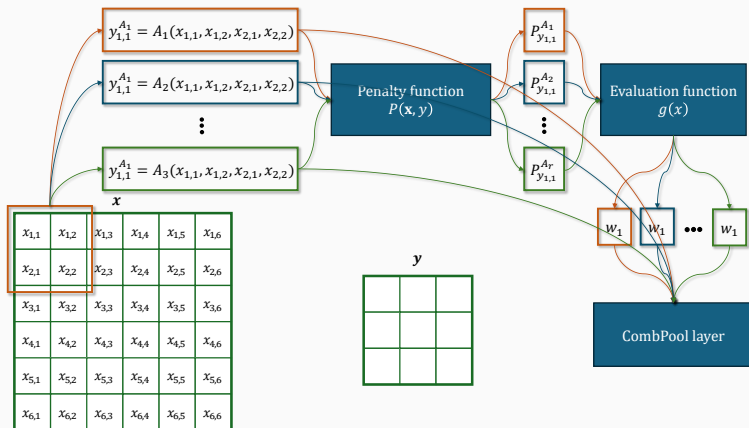 y_{1,1}^{A_1} = A_1(x_{1,1}, x_{1,2}, x_{2,1}, x_{2,2})
y_{1,1}^{A_1} = A_2(x_{1,1}, x_{1,2}, x_{2,1}, x_{2,2})
⋮
y_{1,1}^{A_1} = A_3(x_{1,1}, x_{1,2}, x_{2,1}, x_{2,2})
Penalty function
P(x, y)
P_{y_{1,1}}^{A_1}
P_{y_{1,1}}^{A_2}
⋮
P_{y_{1,1}}^{A_r}
Evaluation function
g(x)
w_1 w_1 ••• w_1
CombPool layer
x
x_{1,1} x_{1,2} x_{1,3} x_{1,4} x_{1,5} x_{1,6}
x_{2,1} x_{2,2} x_{2,3} x_{2,4} x_{2,5} x_{2,6}
x_{3,1} x_{3,2} x_{3,3} x_{3,4} x_{3,5} x_{3,6}
x_{4,1} x_{4,2} x_{4,3} x_{4,4} x_{4,5} x_{4,6}
x_{5,1} x_{5,2} x_{5,3} x_{5,4} x_{5,5} x_{5,6}
x_{6,1} x_{6,2} x_{6,3} x_{6,4} x_{6,5} x_{6,6}
y